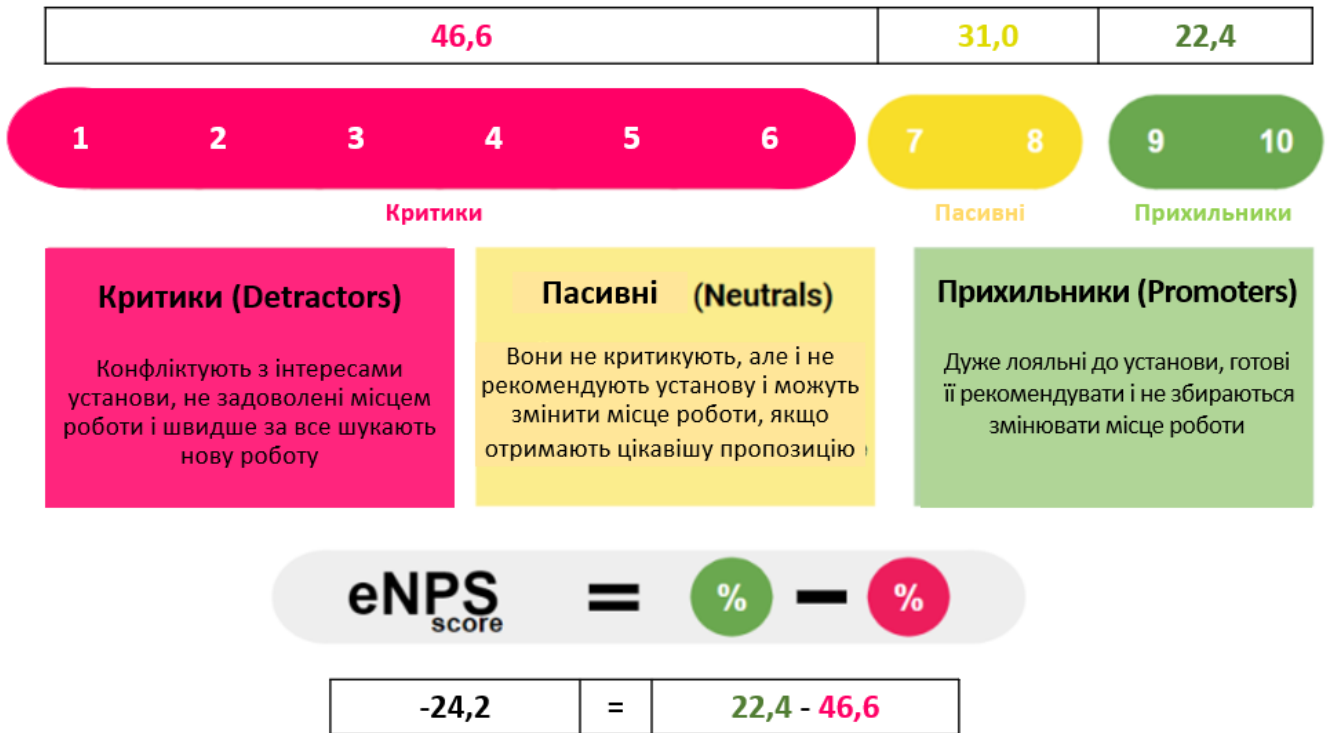 46,6 31,0 22,4
1 2 3 4 5 6 7 8 9 10
Критики Пасивні Прихильники
Критики (Detractors)
Конфліктують з інтересами
установи, не задоволені місцем
роботи і швидше за все шукають
нову роботу
Пасивні (Neutrals)
Вони не критикують, але і не
рекомендують установу і можуть
змінити місце роботи, якщо
отримають цікавішу пропозицію
Прихильники (Promoters)
Дуже лояльні до установи, готові
її рекомендувати і не збираються
змінювати місце роботи
eNPS = % - %
score
-24,2 = 22,4 - 46,6